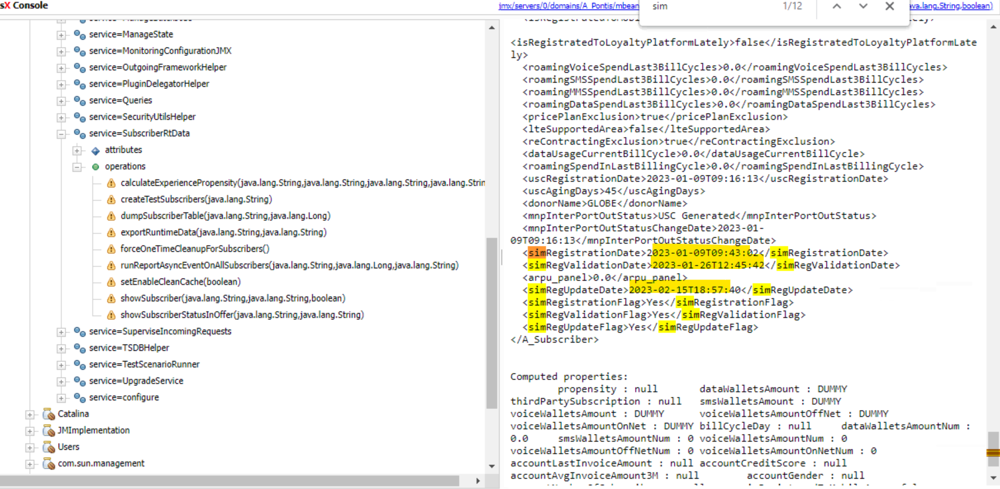 sX Console
jmx/servers/0/domains/A_Pontis/mbean
sim
1/12
ava.lang.String,boolean)
service=ManageState
service=MonitoringConfigurationJMX
service=OutgoingFrameworkHelper
service=PluginDelegatorHelper
service=Queries
service=SecurityUtilsHelper
service=SubscriberRtData
attributes
operations
calculateExperiencePropensity(java.lang.String,java.lang.String,java.lang.String,java.lang.Strin
createTestSubscribers(java.lang.String)
dumpSubscriberTable(java.lang.String,java.lang.Long)
exportRuntimeData(java.lang.String,java.lang.String)
forceOneTimeCleanupForSubscribers()
runReportAsyncEventOnAllSubscribers(java.lang.String,java.lang.Long,java.lang.String)
setEnableCleanCache(boolean)
showSubscriber(java.lang.String,java.lang.String,boolean)
showSubscriberStatusInOffer(java.lang.String,java.lang.String)
service=SuperviseIncomingRequests
service=TSDBHelper
service=TestScenarioRunner
service=UpgradeService
service=configure
Catalina
JMImplementation
Users
com.sun.management
<isRegistratedToLoyaltyPlatformLately>false</isRegistratedToLoyaltyPlatformLate
ly>
<roamingVoiceSpendLast3BillCycles>0.0</roamingVoiceSpendLast3BillCycles>
<roamingSMSSpendLast3BillCycles>0.0</roamingSMSSpendLast3BillCycles>
<roamingMMSSpendLast3BillCycles>0.0</roamingMMSSpendLast3BillCycles>
<roamingDataSpendLast3BillCycles>0.0</roamingDataSpendLast3BillCycles>
<pricePlanExclusion>true</pricePlanExclusion>
<lteSupportedArea>false</lteSupportedArea>
<reContractingExclusion>true</reContractingExclusion>
<dataUsageCurrentBillCycle>0.0</dataUsageCurrentBillCycle>
<roamingSpendInLastBillingCycle>0.0</roamingSpendInLastBillingCycle>
<uscRegistrationDate>2023-01-09T09:16:13</uscRegistrationDate>
<uscAgingDays>45</uscAgingDays>
<donorName>GLOBE</donorName>
<mnpInterPortOutStatus>USC Generated</mnpInterPortOutStatus>
<mnpInterPortOutStatusChangeDate>2023-01-
09T09:16:13</mnpInterPortOutStatusChangeDate>
<simRegistrationDate>2023-01-09T09:43:02</simRegistrationDate>
<simRegValidationDate>2023-01-26T12:45:42</simRegValidationDate>
<arpu_panel>0.0</arpu_panel>
<simRegUpdateDate>2023-02-15T18:57:40</simRegUpdateDate>
<simRegistrationFlag>Yes</simRegistrationFlag>
<simRegValidationFlag>Yes</simRegValidationFlag>
<simRegUpdateFlag>Yes</simRegUpdateFlag>
</A_Subscriber>
Computed properties:
propensity : null dataWalletsAmount : DUMMY
thirdPartySubscription : null smsWalletsAmount : DUMMY
voiceWalletsAmount : DUMMY voiceWalletsAmountOffNet : DUMMY
voiceWalletsAmountOnNet : DUMMY billCycleDay : null dataWalletsAmountNum :
0.0 smsWalletsAmountNum : 0 voiceWalletsAmountNum : 0
voiceWalletsAmountOffNetNum : 0 voiceWalletsAmountOnNetNum : 0
accountLastInvoiceAmount : null accountCreditScore : null
accountAvgInvoiceAmount3M : null accountGender : null